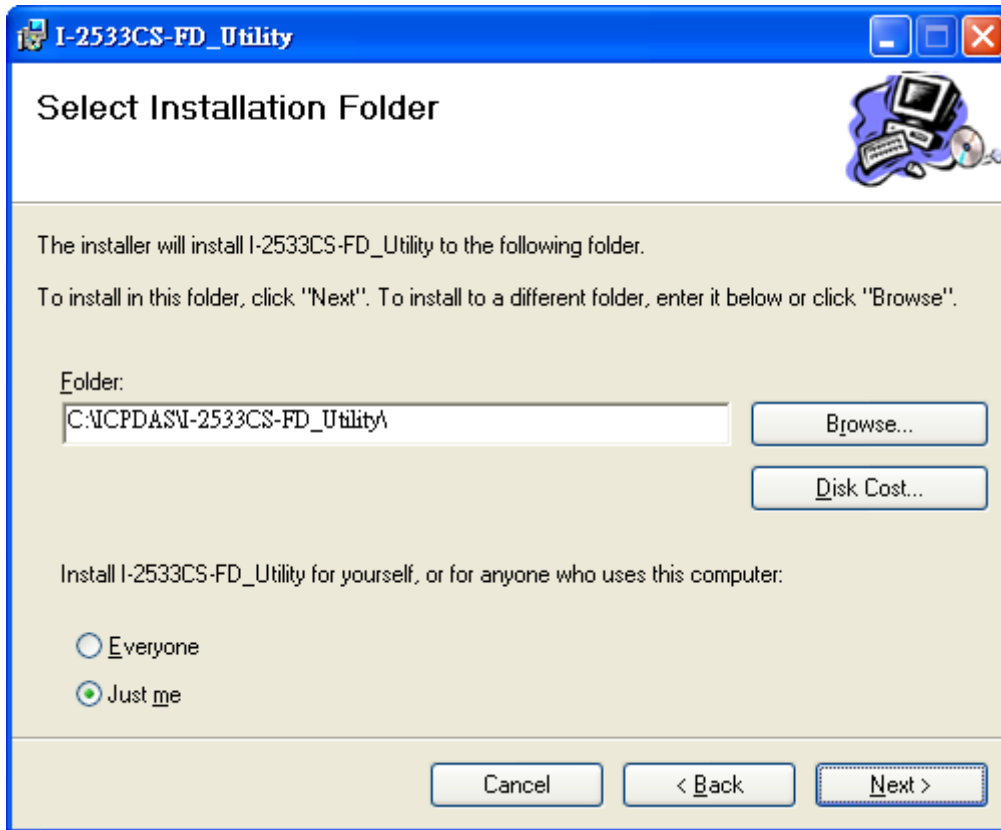 I-2533CS-FD_Utility
Select Installation Folder
The installer will install I-2533CS-FD_Utility to the following folder.
To install in this folder, click "Next". To install to a different folder, enter it below or click "Browse".
Folder:
C:\ICPDAS\I-2533CS-FD_Utility\
Browse...
Disk Cost...
Install I-2533CS-FD_Utility for yourself, or for anyone who uses this computer:
Everyone
Just me
Cancel
< Back
Next >